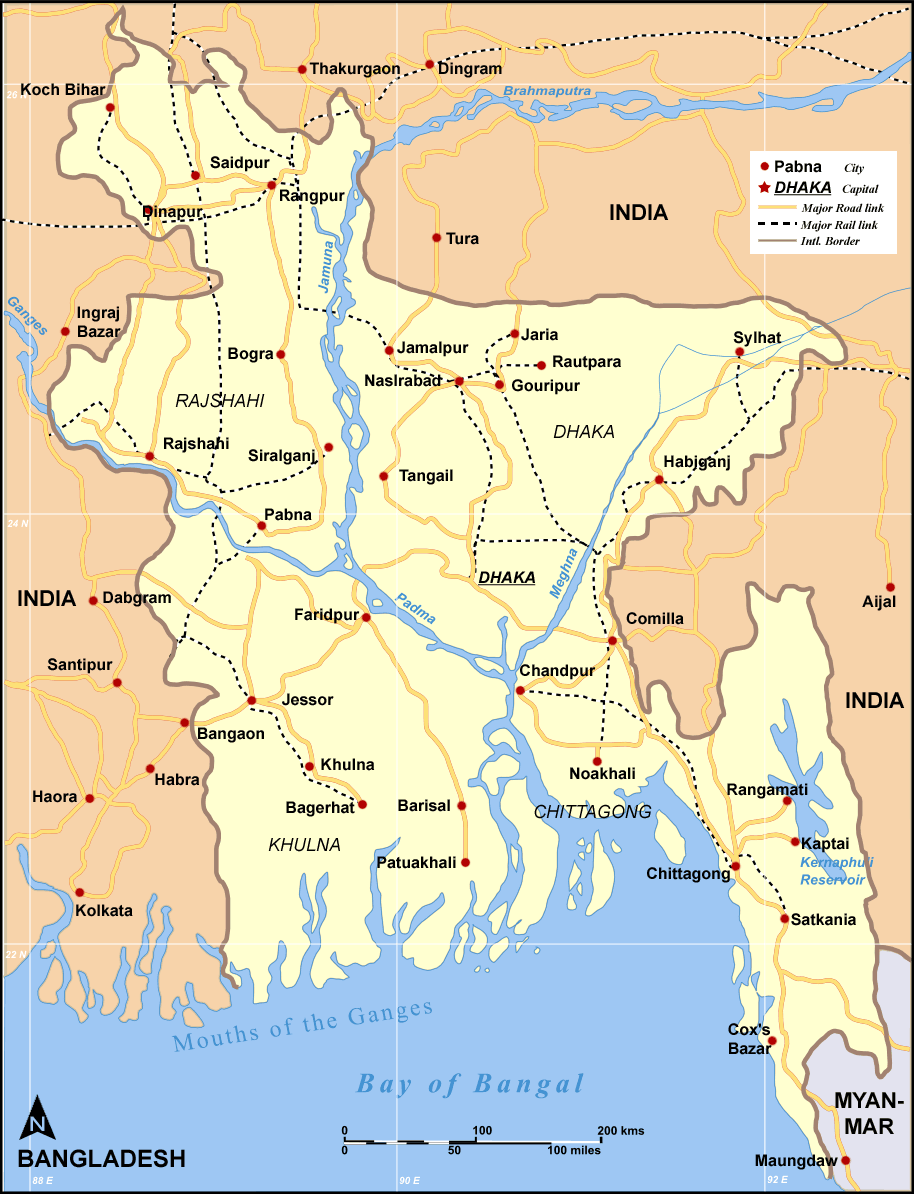 Thakurgaon
Dingram
26 N
Koch Bihar
Brahmaputra
Saidpur
Rangpur
Dinapur
Pabna City
DHAKA Capital
Major Road link
Major Rail link
Intl. Border
INDIA
Tura
Jamuna
Ganges
Ingraj
Bazar
Jaria
Sylhat
Jamalpur
Bogra
Rautpara
NasIrabad
Gouripur
RAJSHAHI
DHAKA
Rajshahi
Siralganj
Habjganj
Tangail
Pabna
24 N
Meghna
DHAKA
INDIA
Dabgram
Aijal
Padma
Faridpur
Comilla
Santipur
Chandpur
Jessor
INDIA
Bangaon
Khulna
Habra
Noakhali
Haora
Bagerhat
Barisal
Rangamati
CHITTAGONG
KHULNA
Kaptai
Patuakhali
Kernaphuli
Reservoir
Chittagong
Kolkata
Satkania
22 N
Mouths of the Ganges
Cox's
Bazar
Bay of Bangal
MYAN-
MAR
N
0 100 200 kms
0 50 100 miles
BANGLADESH
Maungdaw
88 E
90 E
92 E